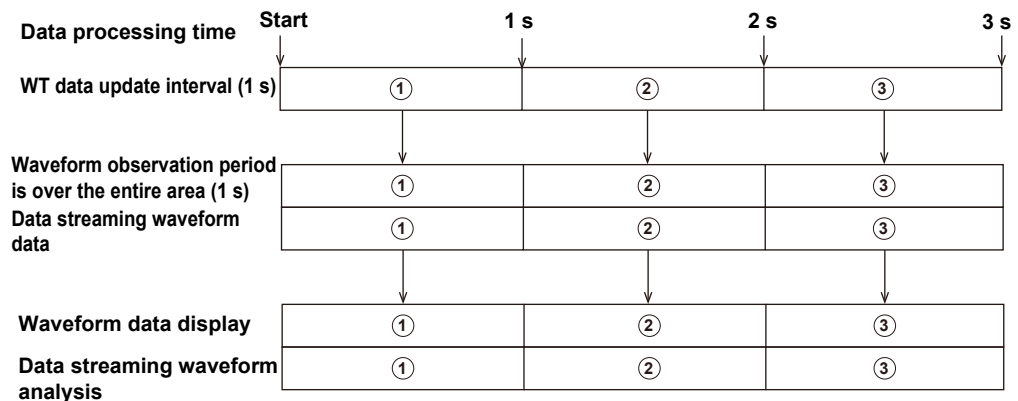 Start 1 s 2 s 3 s
Data processing time
WT data update interval (1 s) ① ② ③
Waveform observation period
is over the entire area (1 s) ① ② ③
Data streaming waveform
data ① ② ③
Waveform data display ① ② ③
Data streaming waveform
analysis ① ② ③